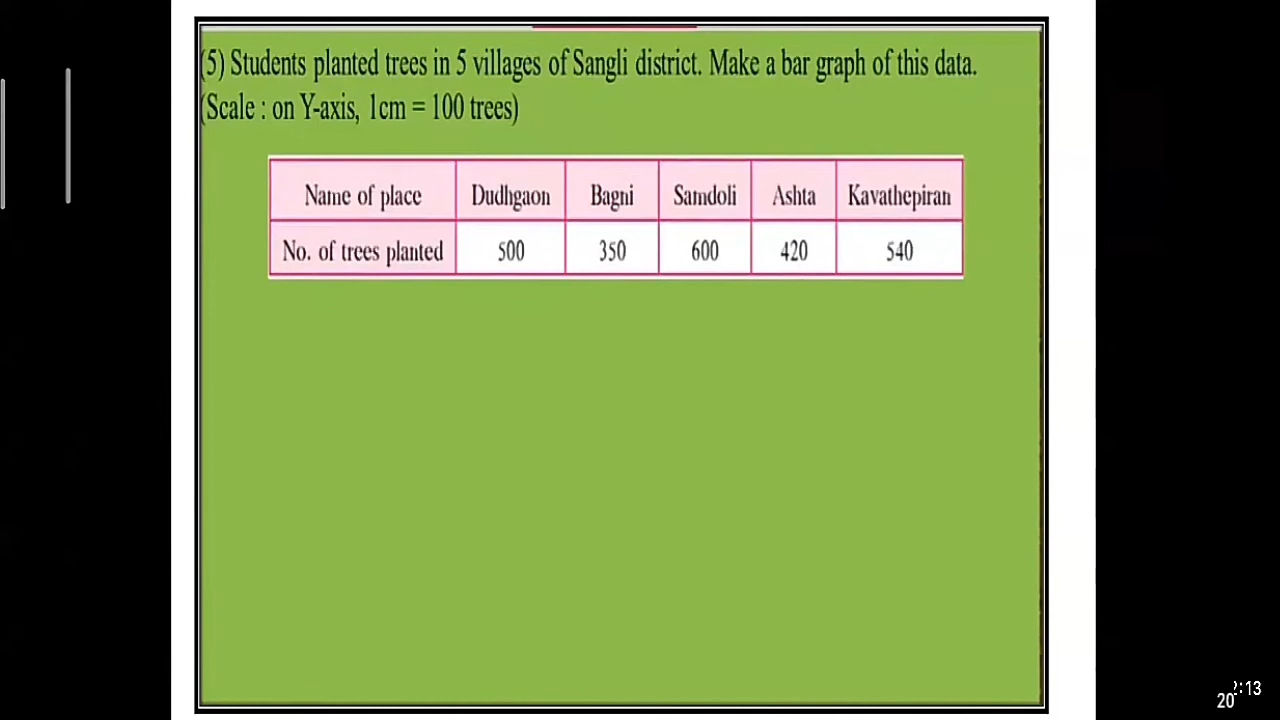 (5) Students planted trees in 5 villages of Sangli district. Make a bar graph of this data.
(Scale : on Y-axis, 1cm = 100 trees)
Name of place Dudhgaon Bagni Samdoli Ashta Kavathepiran
No. of trees planted 500 350 600 420 540
:13
20